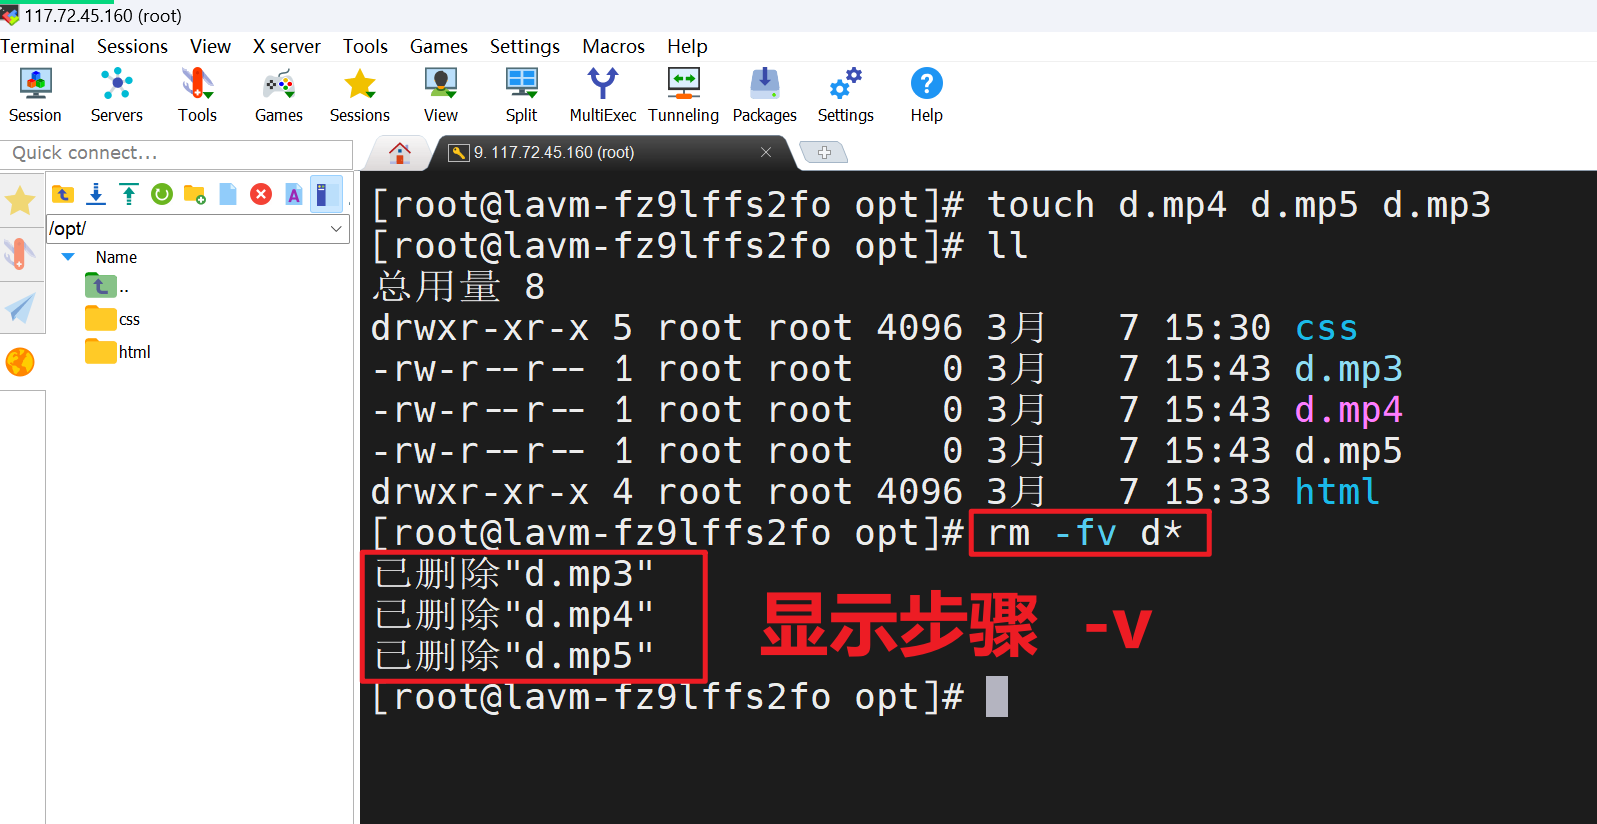 117.72.45.160 (root)
Terminal Sessions View X server Tools Games Settings Macros Help
Session Servers Tools Games Sessions View Split MultiExec Tunneling Packages Settings Help
Quick connect...
9. 117.72.45.160 (root)
/opt/
Name
..
css
html
[root@lavm-fz9lffs2fo opt]# touch d.mp4 d.mp5 d.mp3
[root@lavm-fz9lffs2fo opt]# ll
总用量 8
drwxr-xr-x 5 root root 4096 3月 7 15:30 css
-rw-r--r-- 1 root root 0 3月 7 15:43 d.mp3
-rw-r--r-- 1 root root 0 3月 7 15:43 d.mp4
-rw-r--r-- 1 root root 0 3月 7 15:43 d.mp5
drwxr-xr-x 4 root root 4096 3月 7 15:33 html
[root@lavm-fz9lffs2fo opt]# rm -fv d*
已删除"d.mp3"
已删除"d.mp4"
已删除"d.mp5"
显示步骤 -v
[root@lavm-fz9lffs2fo opt]#